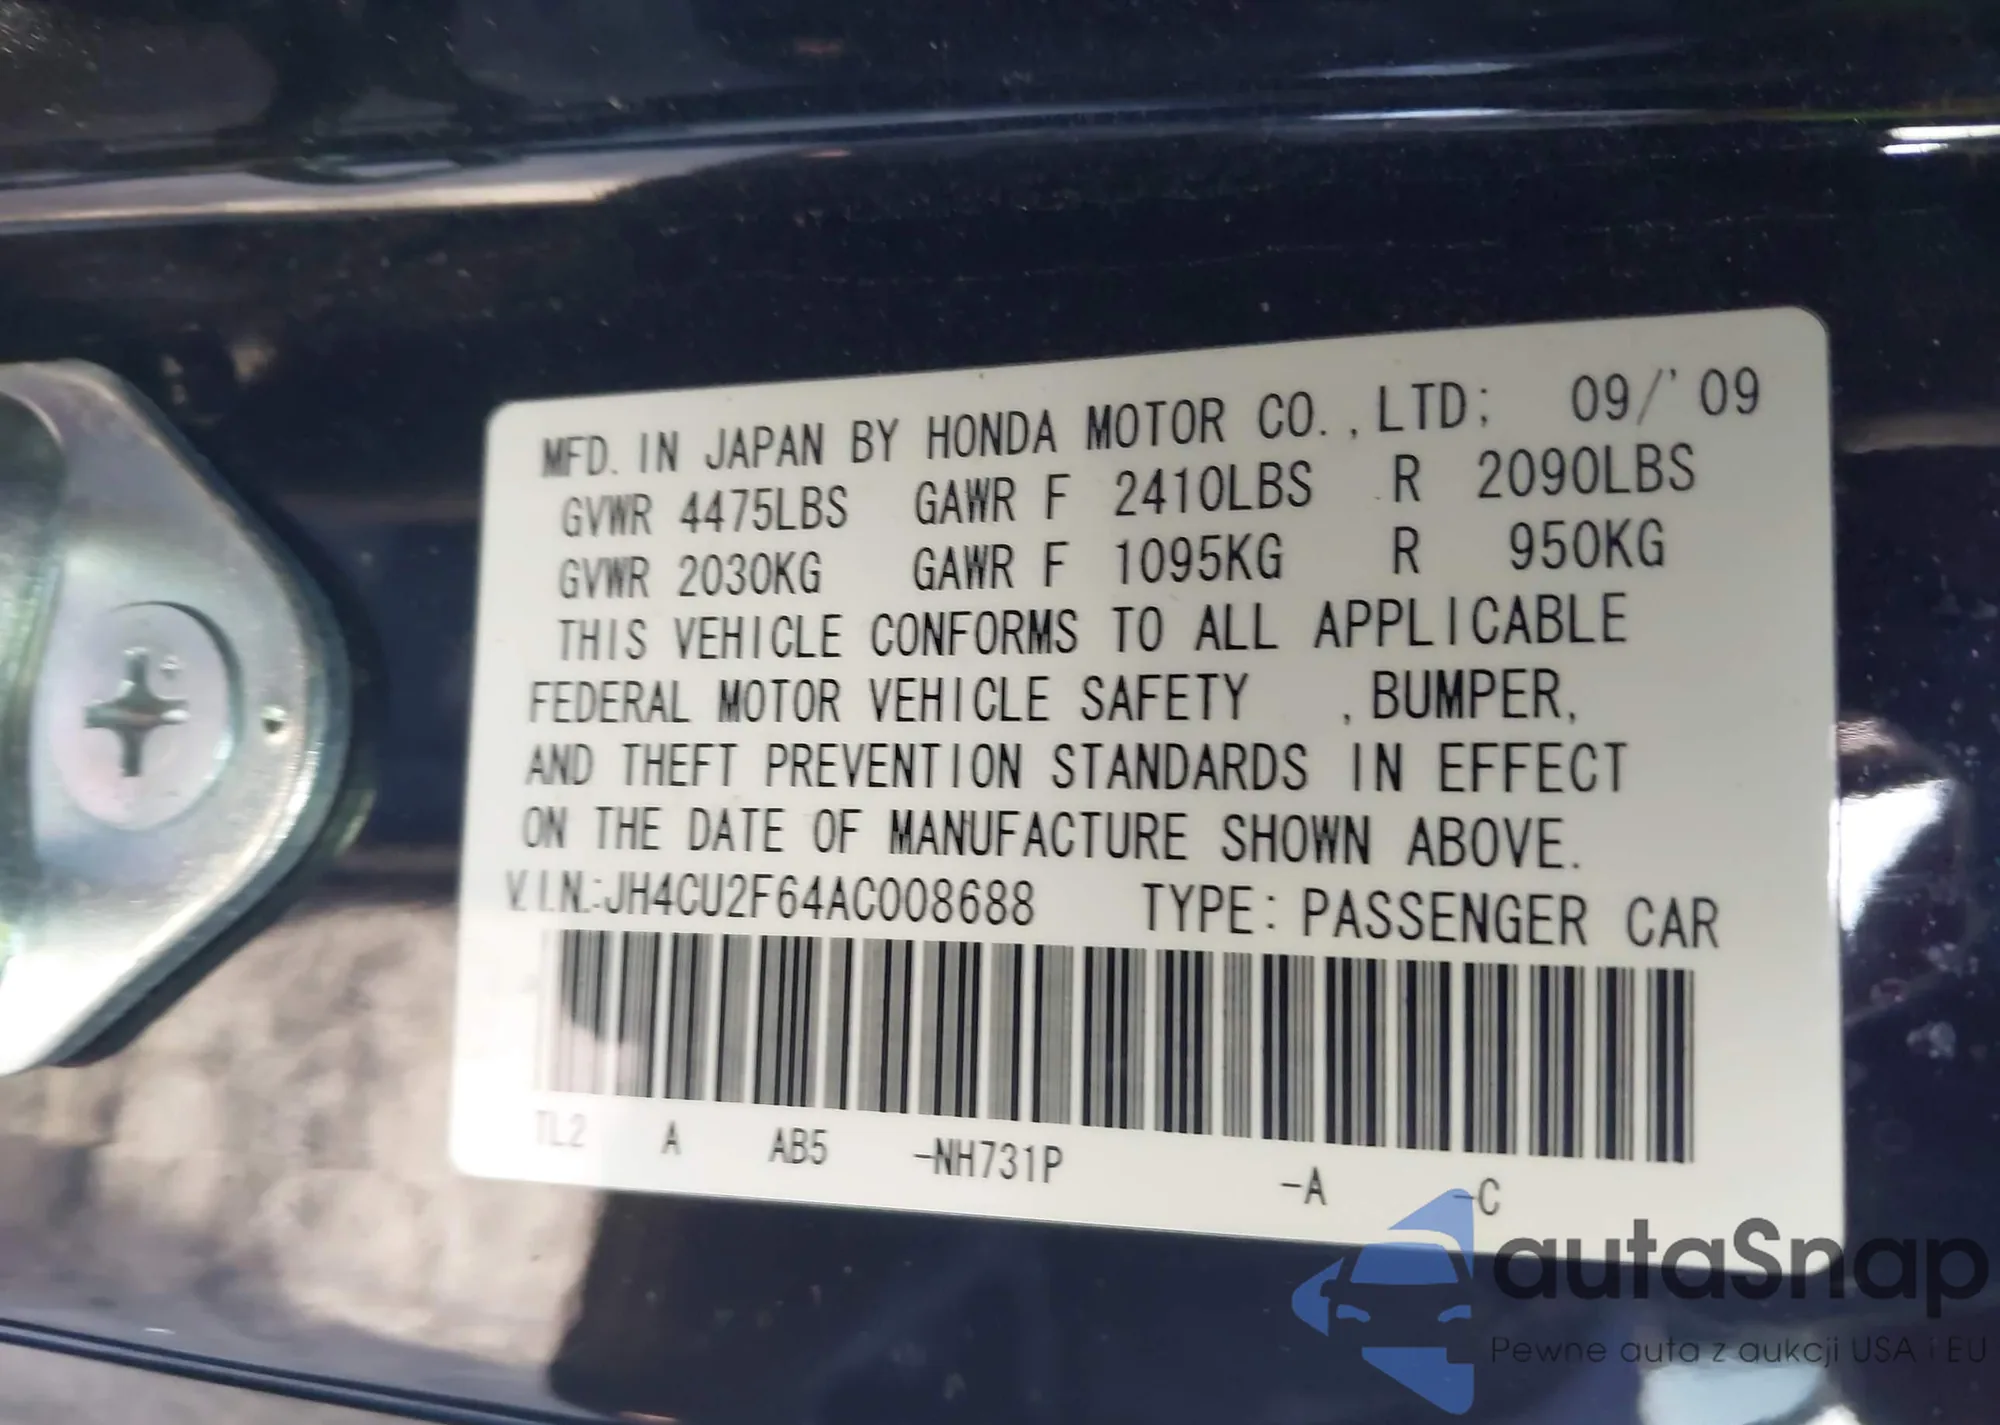 MFD. IN JAPAN BY HONDA MOTOR CO., LTD; 09/'09
GVWR 4475LBS GAWR F 2410LBS R 2090LBS
GVWR 2030KG GAWR F 1095KG R 950KG
THIS VEHICLE CONFORMS TO ALL APPLICABLE
FEDERAL MOTOR VEHICLE SAFETY , BUMPER,
AND THEFT PREVENTION STANDARDS IN EFFECT
ON THE DATE OF MANUFACTURE SHOWN ABOVE.
V.I.N.:JH4CU2F64AC008688 TYPE: PASSENGER CAR
TL2 A AB5 -NH731P -A -C
autaSnap
Pewne auta z aukcji USA i EU